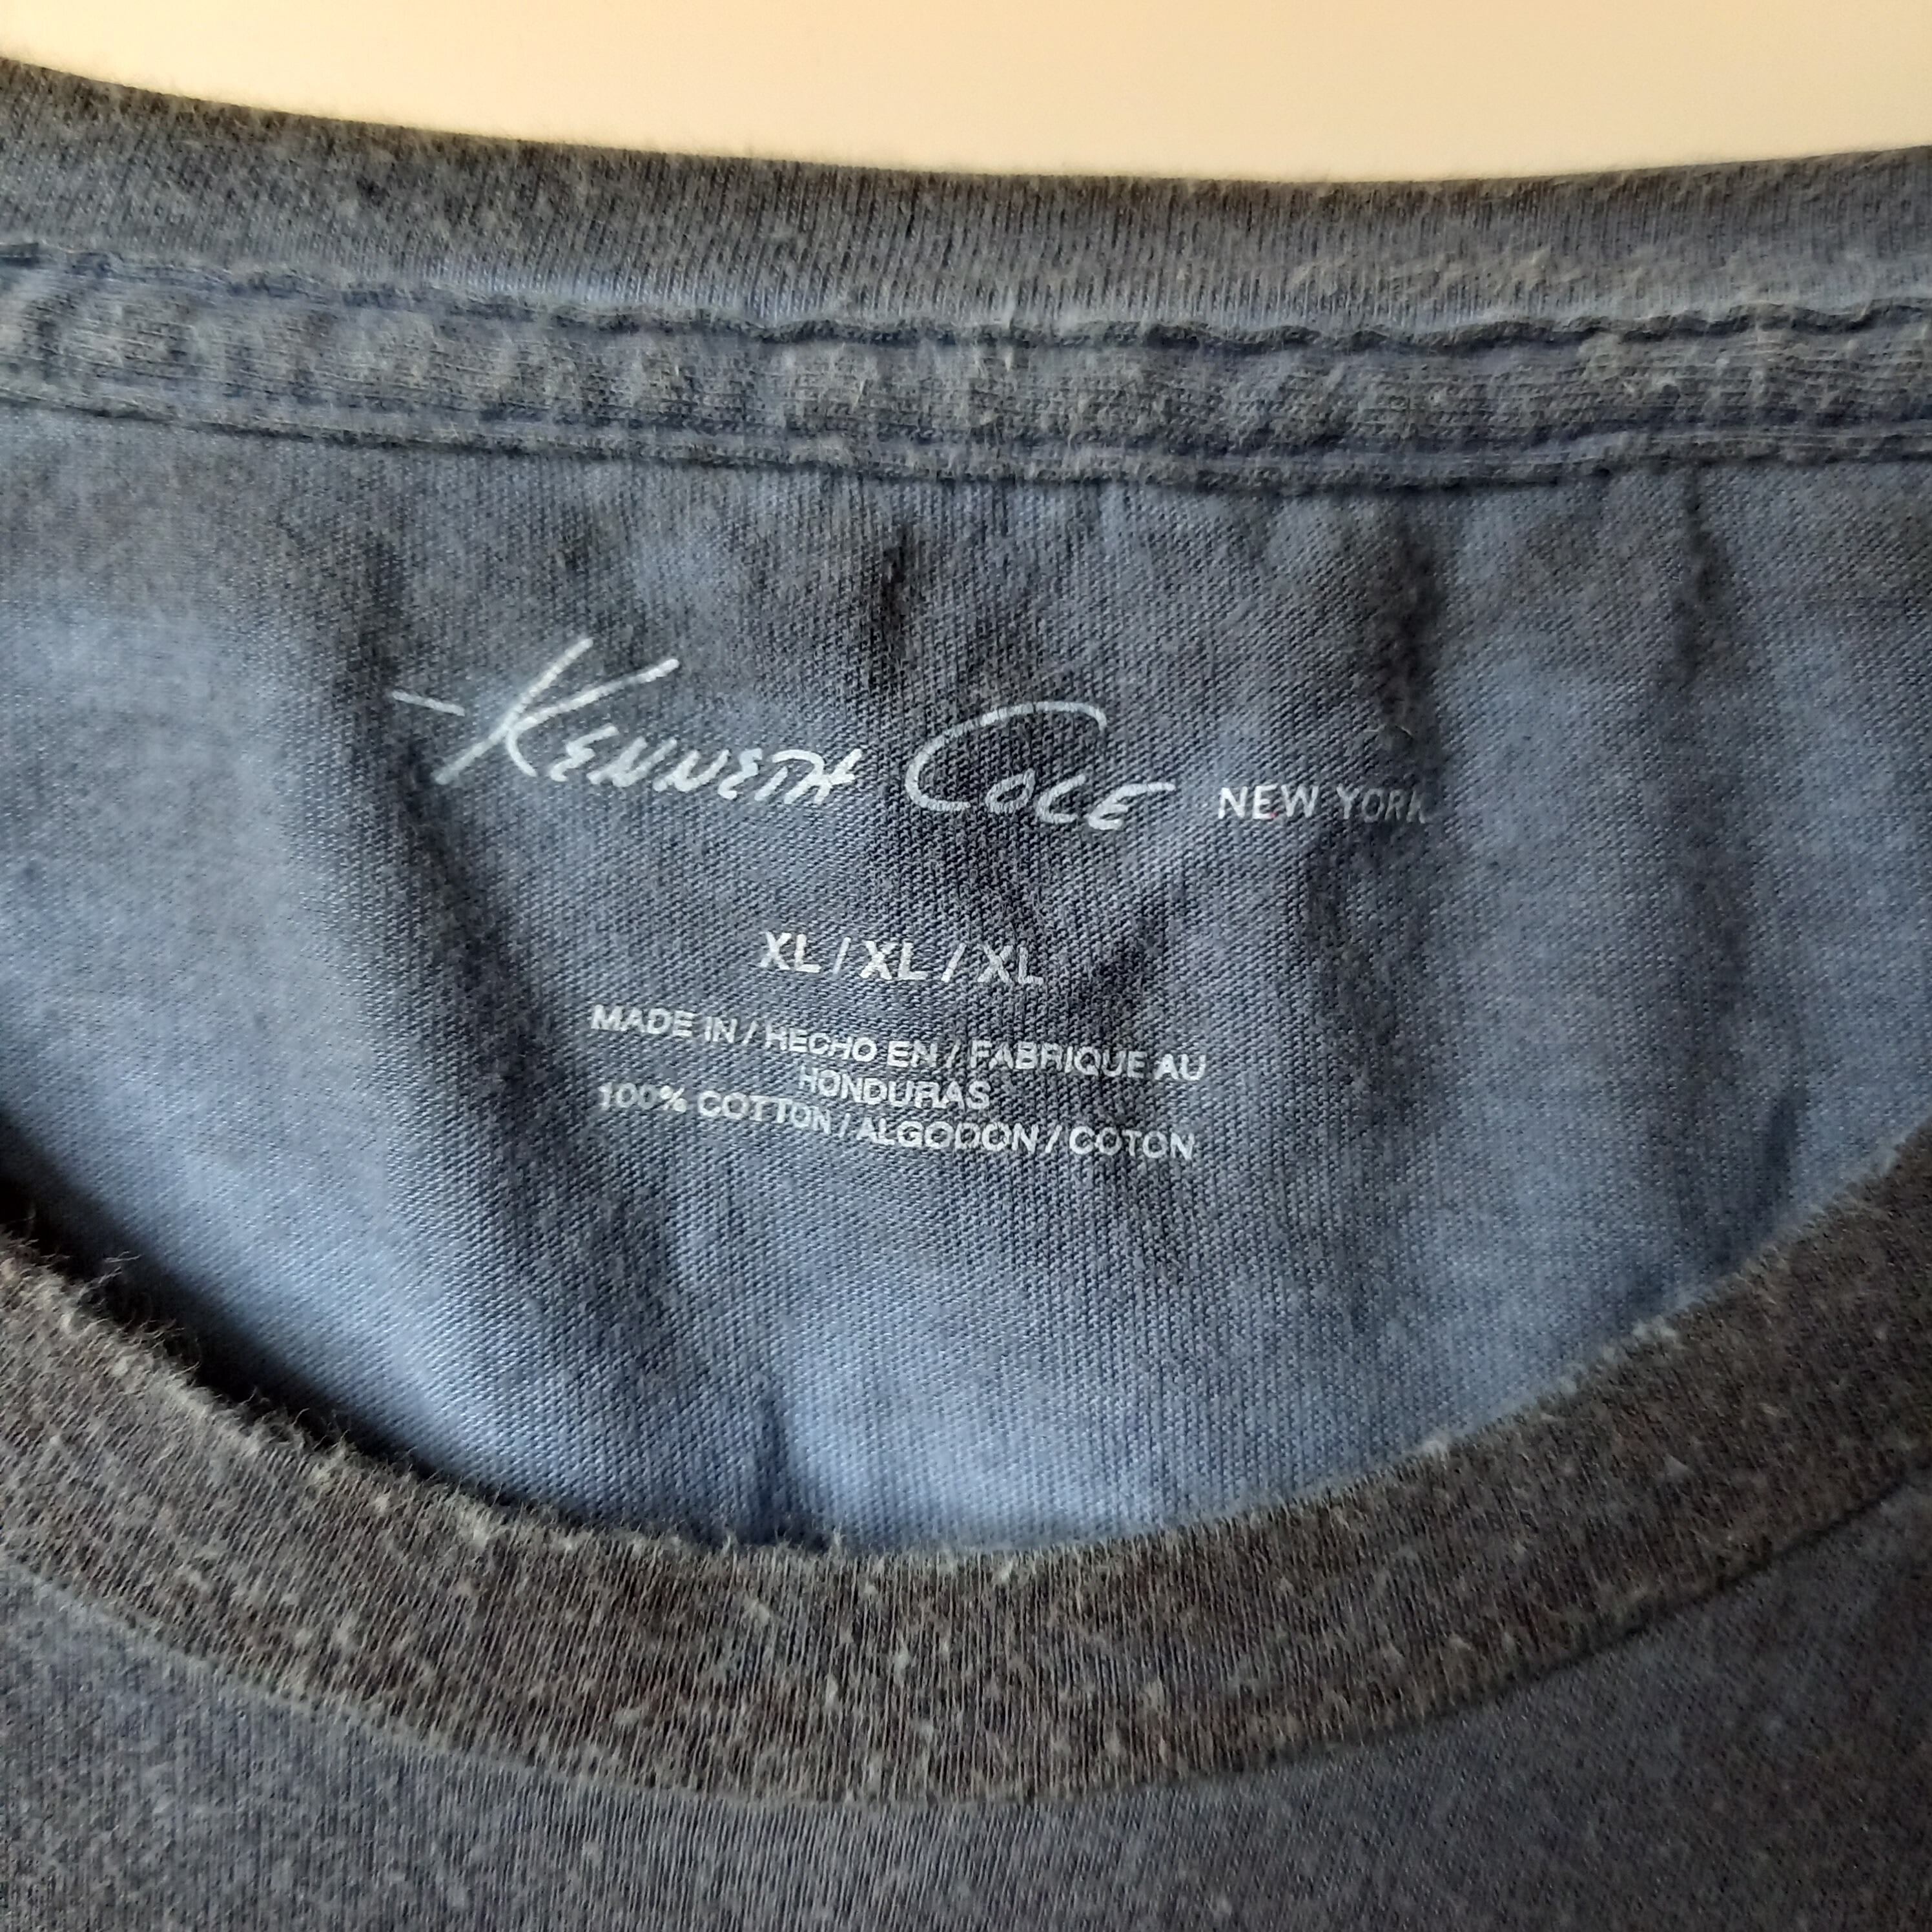 Kenneth Cole NEW YORK
XL / XL / XL
MADE IN / HECHO EN / FABRIQUE AU
HONDURAS
100% COTTON / ALGODON / COTON